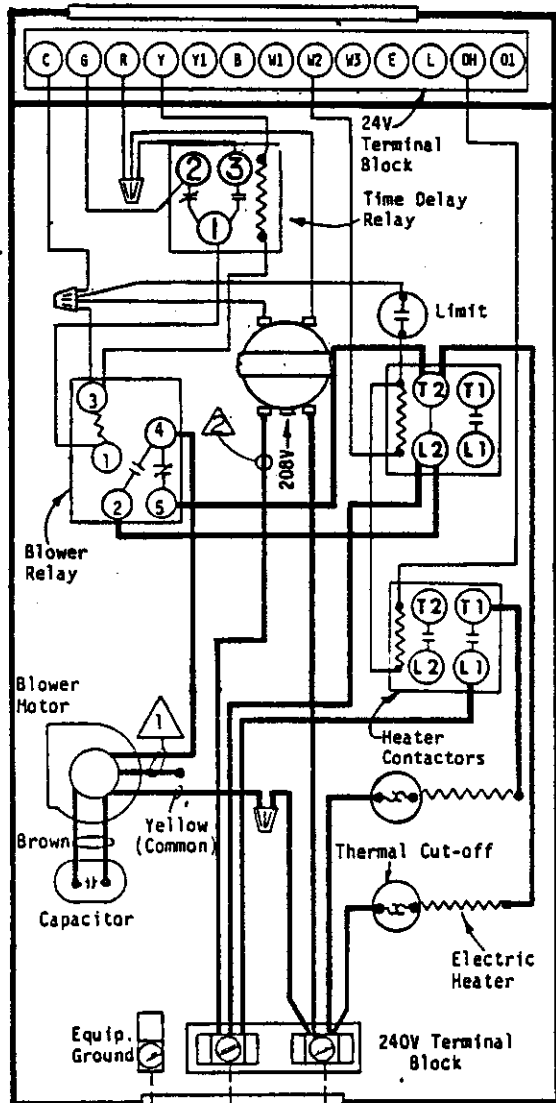 C G R Y Y1 B W1 W2 W3 E L OH O1
24V
Terminal
Block
2 3
1
Time Delay
Relay
Limit
3
4
1
2 5
208V
2
T2 T1
L2 L1
Blower
Relay
T2 T1
L2 L1
Blower
Motor
1
Heater
Contactors
Yellow
(Common)
Brown
Capacitor
Thermal Cut-off
Electric
Heater
Equip.
Ground
240V Terminal
Block